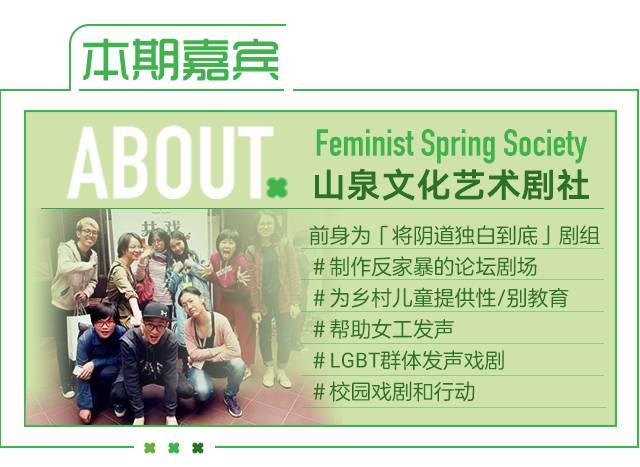 本期嘉宾
ABOUT
Feminist Spring Society
山泉文化艺术剧社
前身为「将阴道独白到底」剧组
#制作反家暴的论坛剧场
#为乡村儿童提供性/别教育
#帮助女工发声
#LGBT群体发声戏剧
#校园戏剧和行动